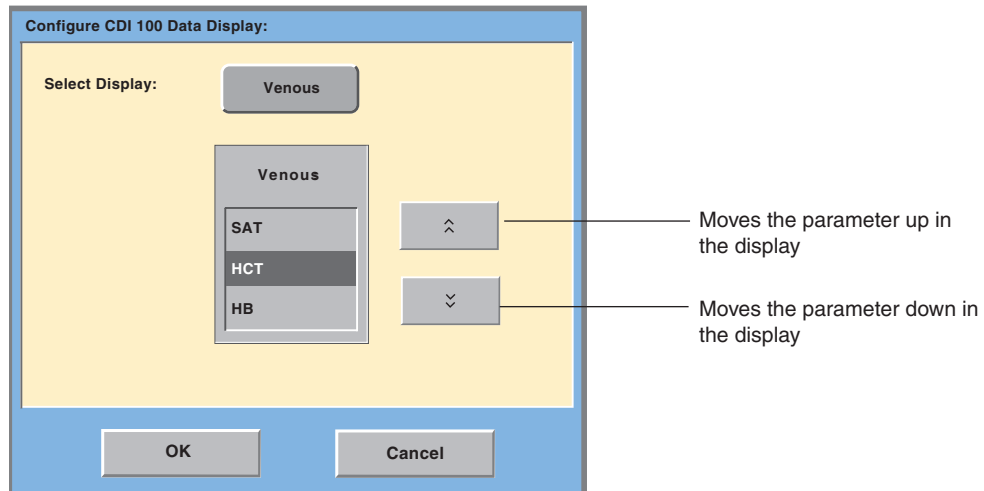 Configure CDI 100 Data Display:
Select Display:
Venous
Venous
SAT
HCT
HB
Moves the parameter up in
the display
Moves the parameter down in
the display
OK
Cancel